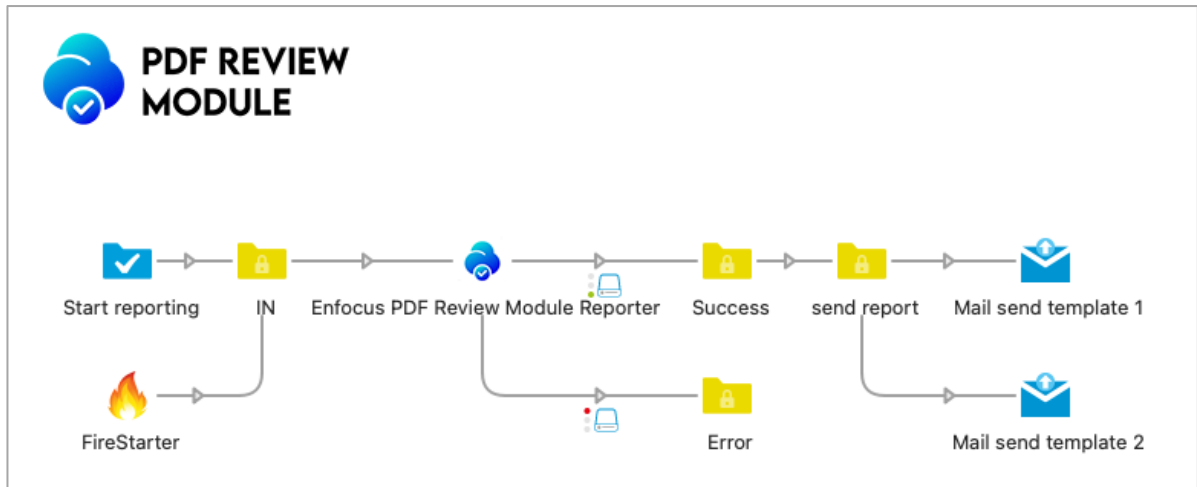 PDF REVIEW
MODULE
Start reporting
IN
Enfocus PDF Review Module Reporter
Success
send report
Mail send template 1
FireStarter
Error
Mail send template 2